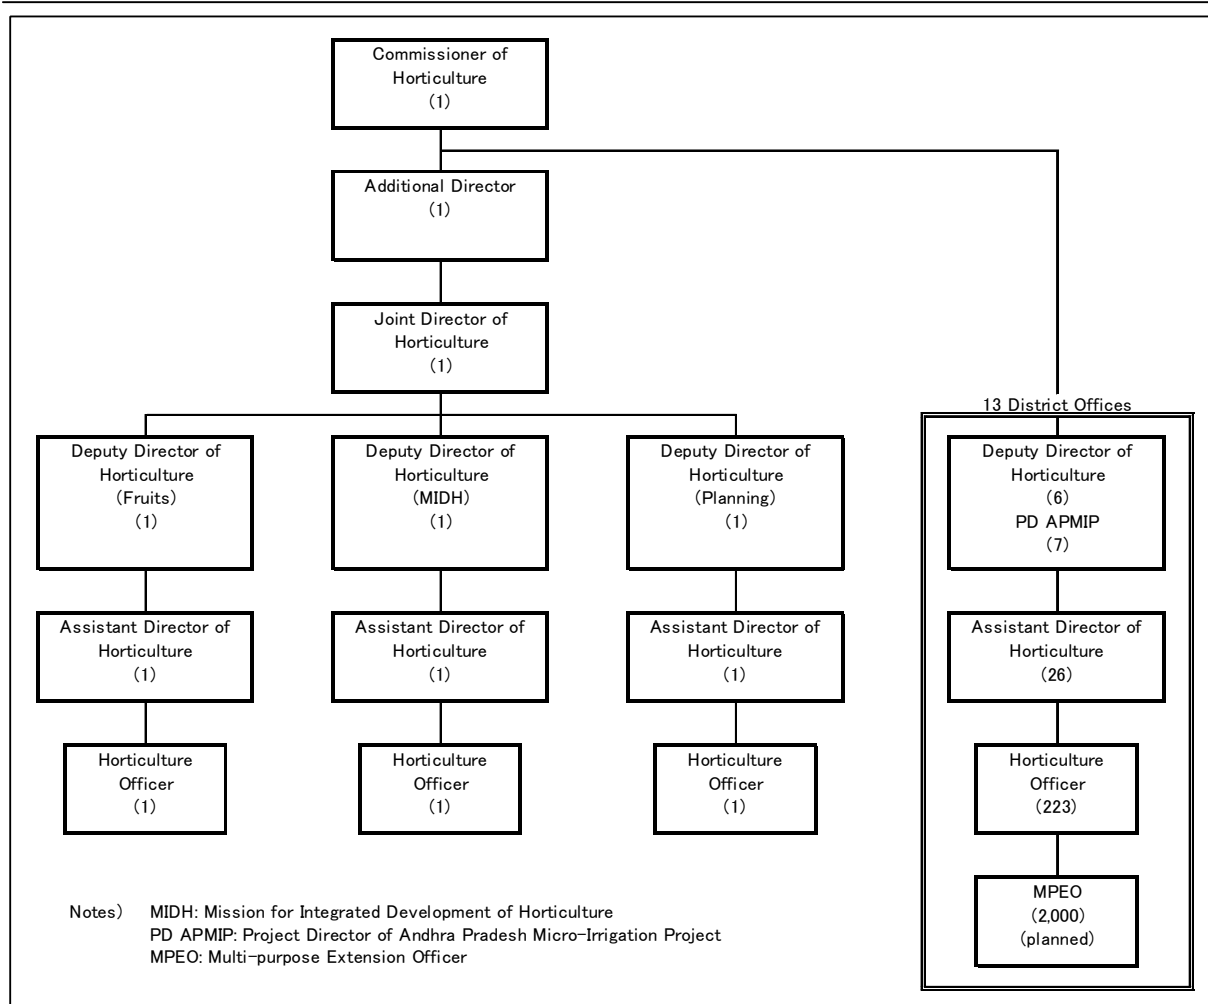 Commissioner of
Horticulture
(1)
Additional Director
(1)
Joint Director of
Horticulture
(1)
13 District Offices
Deputy Director of
Horticulture
(Fruits)
(1)
Deputy Director of
Horticulture
(MIDH)
(1)
Deputy Director of
Horticulture
(Planning)
(1)
Deputy Director of
Horticulture
(6)
PD APMIP
(7)
Assistant Director of
Horticulture
(1)
Assistant Director of
Horticulture
(1)
Assistant Director of
Horticulture
(1)
Assistant Director of
Horticulture
(26)
Horticulture
Officer
(1)
Horticulture
Officer
(1)
Horticulture
Officer
(1)
Horticulture
Officer
(223)
MPEO
(2,000)
(planned)
Notes) MIDH: Mission for Integrated Development of Horticulture
PD APMIP: Project Director of Andhra Pradesh Micro-Irrigation Project
MPEO: Multi-purpose Extension Officer